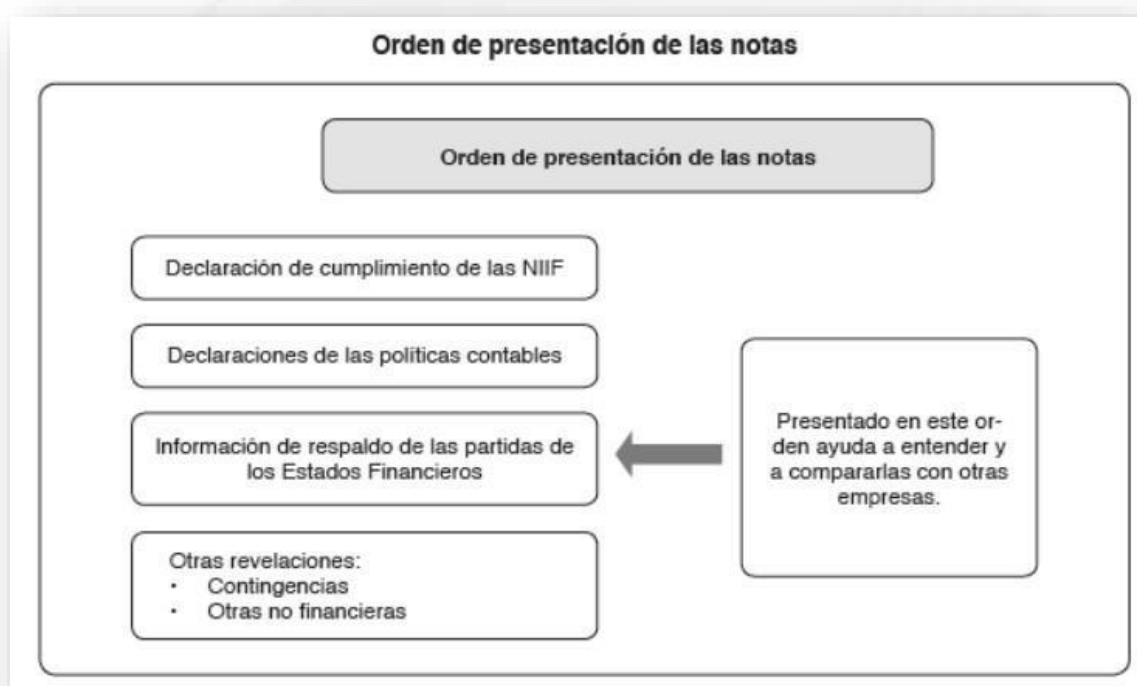 Orden de presentación de las notas
Orden de presentación de las notas
Declaración de cumplimiento de las NIIF
Declaraciones de las políticas contables
Información de respaldo de las partidas de
los Estados Financieros
Otras revelaciones:
· Contingencias
· Otras no financieras
Presentado en este or-
den ayuda a entender y
a compararlas con otras
empresas.